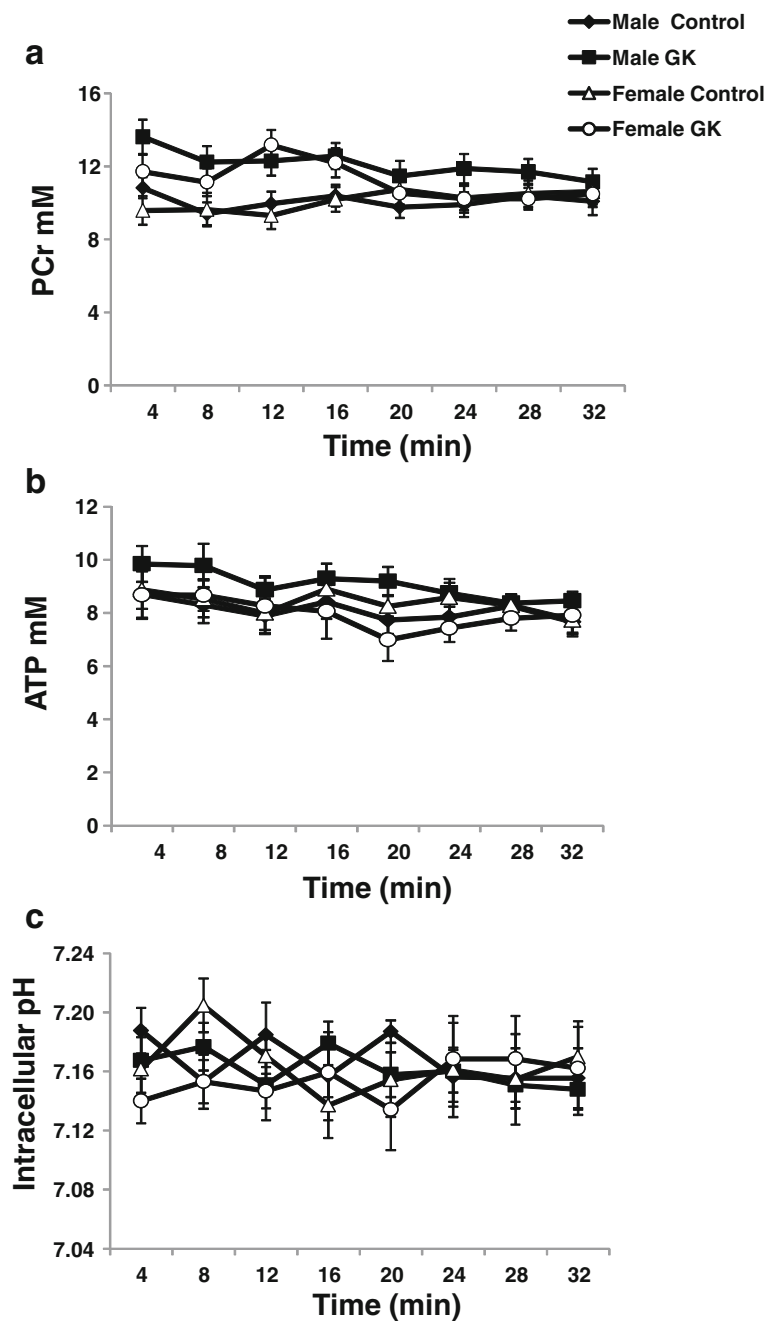 Male Control
Male GK
Female Control
Female GK
a
16
12
8
4
0
PCr mM
4 8 12 16 20 24 28 32
Time (min)
b
12
10
8
6
4
2
0
ATP mM
4 8 12 16 20 24 28 32
Time (min)
c
7.24
7.20
7.16
7.12
7.08
7.04
Intracellular pH
4 8 12 16 20 24 28 32
Time (min)